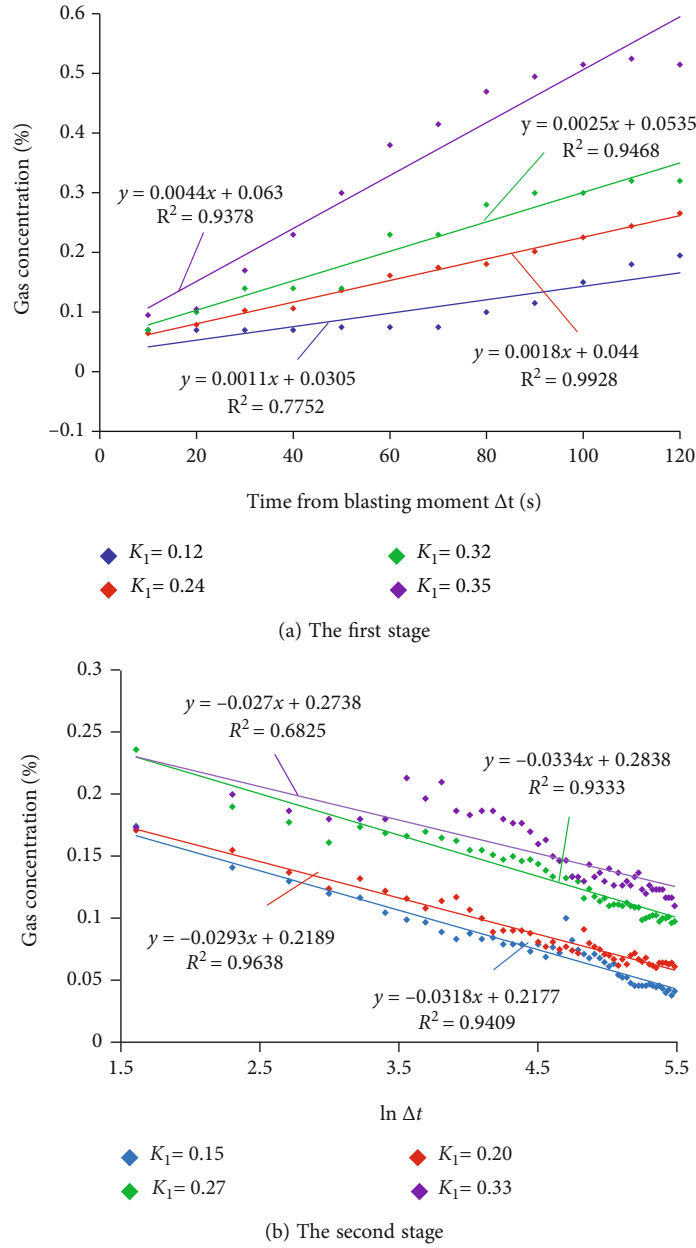 0.6
0.5
0.4
0.3
0.2
0.1
0
−0.1
Gas concentration (%)
y = 0.0025x + 0.0535
R² = 0.9468
y = 0.0044x + 0.063
R² = 0.9378
y = 0.0018x + 0.044
R² = 0.9928
y = 0.0011x + 0.0305
R² = 0.7752
0 20 40 60 80 100 120
Time from blasting moment Δt (s)
K₁= 0.12 K₁= 0.32
K₁= 0.24 K₁= 0.35
(a) The first stage
0.3
0.25
0.2
0.15
0.1
0.05
0
Gas concentration (%)
y = −0.027x + 0.2738
R² = 0.6825
y = −0.0334x + 0.2838
R² = 0.9333
y = −0.0293x + 0.2189
R² = 0.9638
y = −0.0318x + 0.2177
R² = 0.9409
1.5 2.5 3.5 4.5 5.5
ln Δt
K₁= 0.15 K₁= 0.20
K₁= 0.27 K₁= 0.33
(b) The second stage